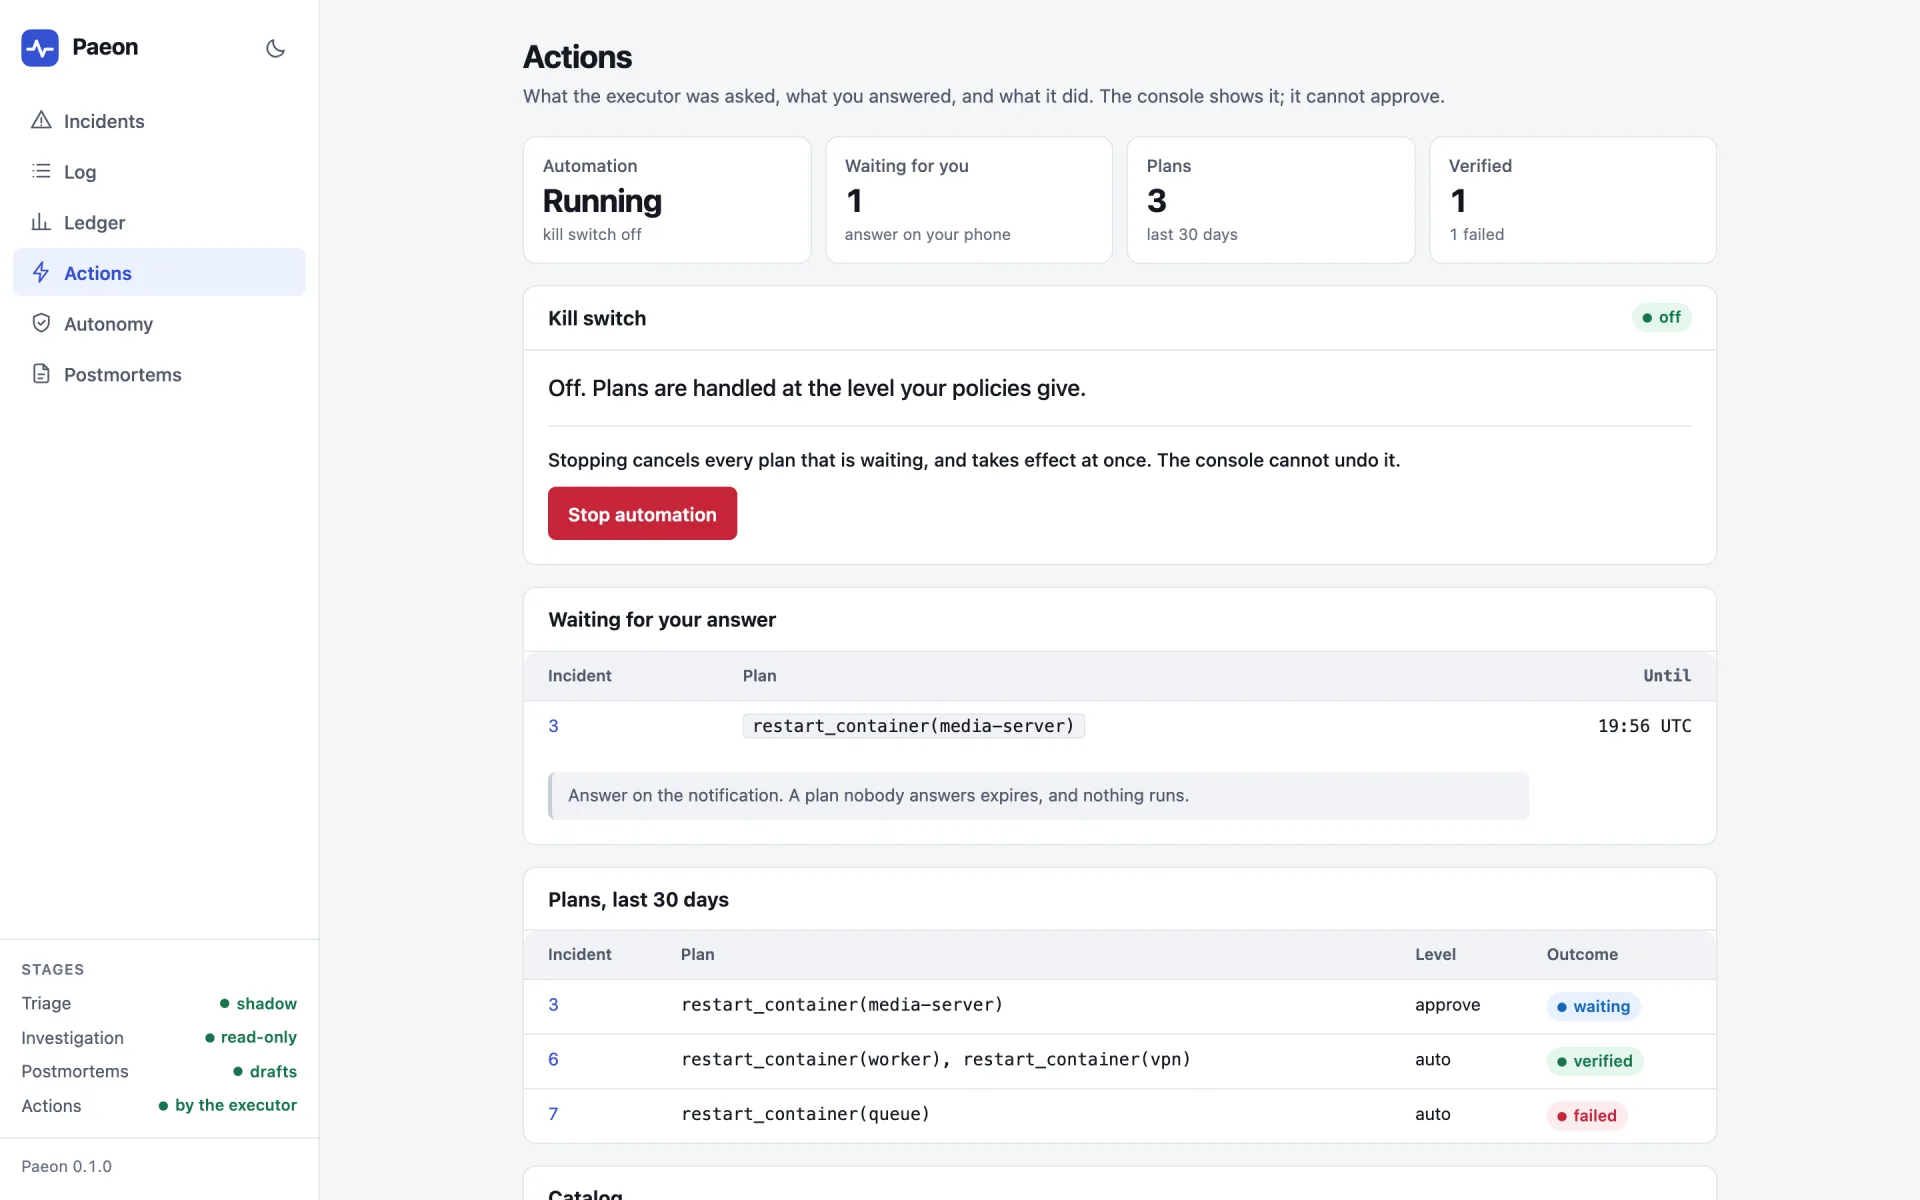 Paeon
Incidents
Log
Ledger
Actions
Autonomy
Postmortems
STAGES
Triage shadow
Investigation read-only
Postmortems drafts
Actions by the executor
Paeon 0.1.0
Actions
What the executor was asked, what you answered, and what it did. The console shows it; it cannot approve.
Automation
Running
kill switch off
Waiting for you
1
answer on your phone
Plans
3
last 30 days
Verified
1
1 failed
Kill switch off
Off. Plans are handled at the level your policies give.
Stopping cancels every plan that is waiting, and takes effect at once. The console cannot undo it.
Stop automation
Waiting for your answer
Incident Plan Until
3 restart_container(media-server) 19:56 UTC
Answer on the notification. A plan nobody answers expires, and nothing runs.
Plans, last 30 days
Incident Plan Level Outcome
3 restart_container(media-server) approve waiting
6 restart_container(worker), restart_container(vpn) auto verified
7 restart_container(queue) auto failed
Catalog